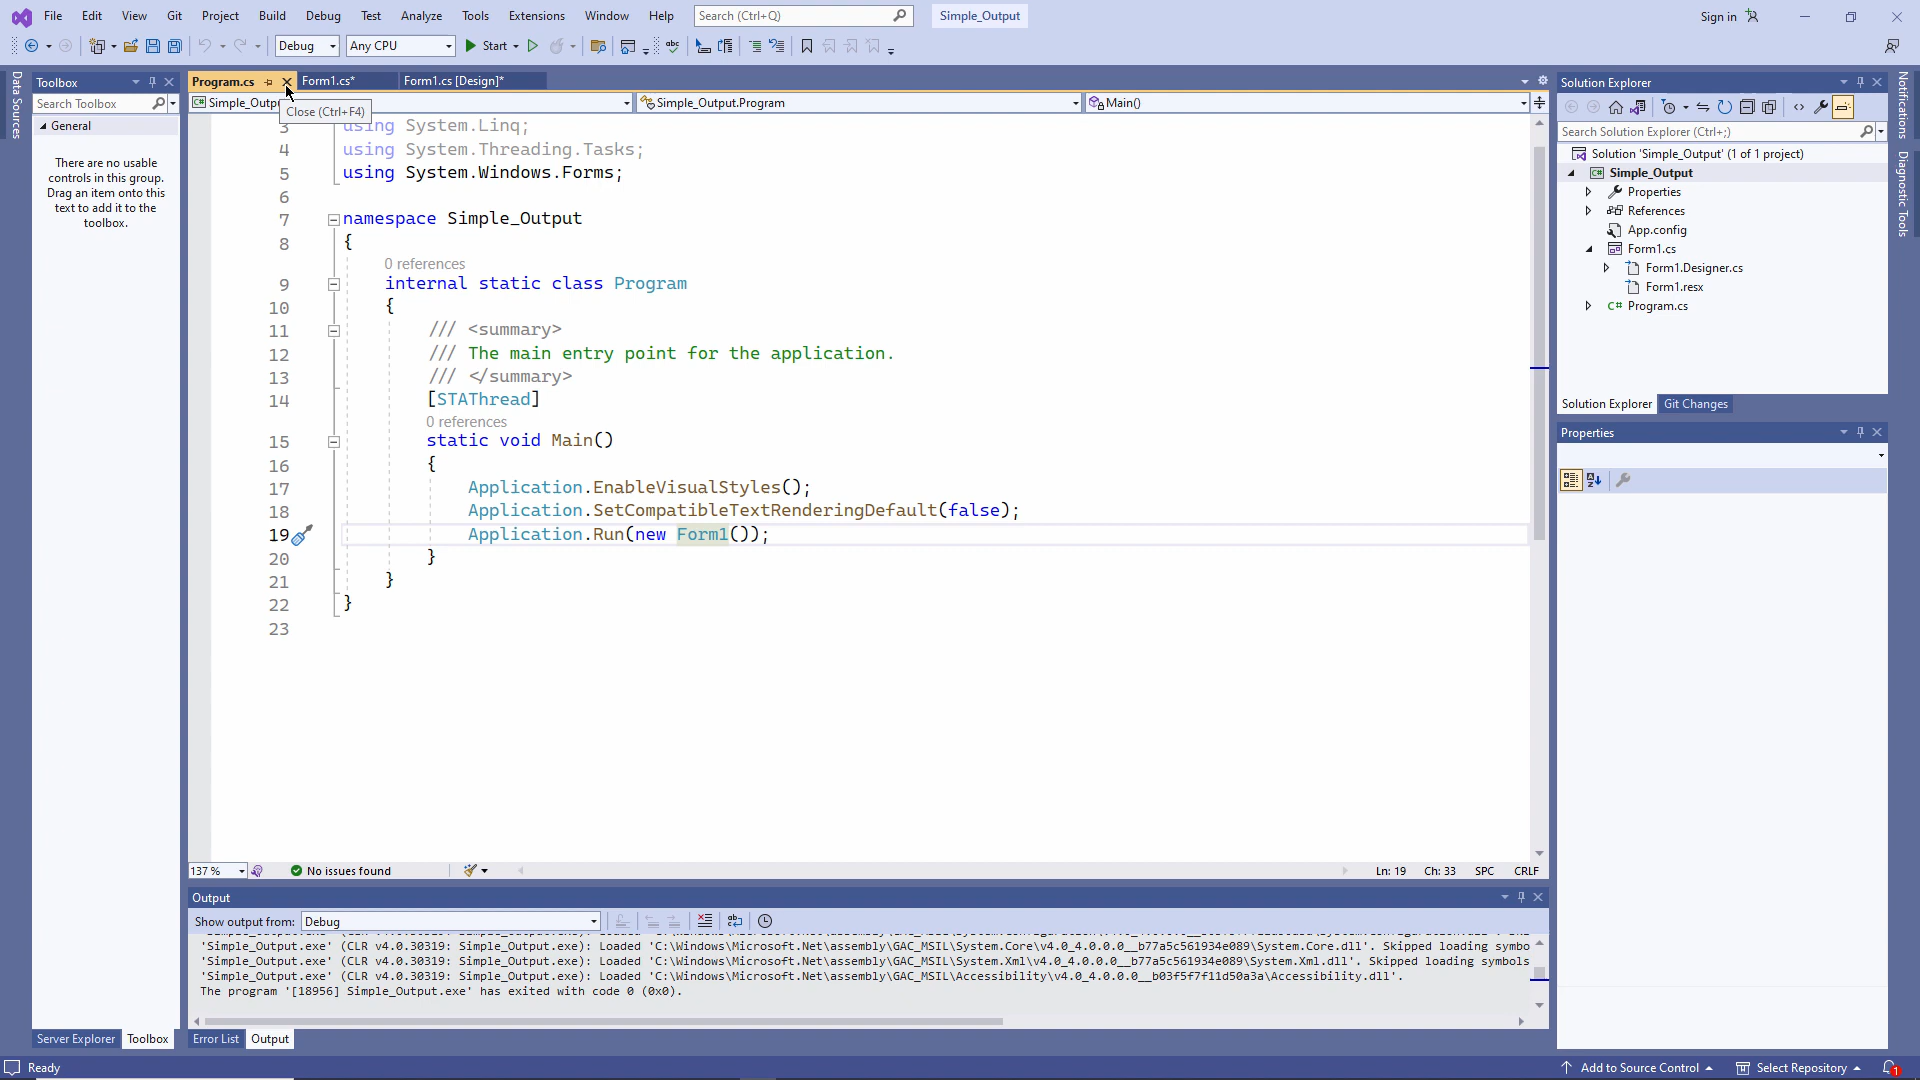 File Edit View Git Project Build Debug Test Analyze Tools Extensions Window Help Search (Ctrl+Q) Simple_Output Sign in
Debug Any CPU Start
Data Sources
Toolbox
Search Toolbox
General
There are no usable
controls in this group.
Drag an item onto this
text to add it to the
toolbox.
Server Explorer Toolbox
Program.cs Form1.cs* Form1.cs [Design]*
Simple_Outpu Simple_Output.Program Main()
Close (Ctrl+F4)
3 using System.Linq;
4 using System.Threading.Tasks;
5 using System.Windows.Forms;
6
7 namespace Simple_Output
8 {
0 references
9 internal static class Program
10 {
11 /// <summary>
12 /// The main entry point for the application.
13 /// </summary>
14 [STAThread]
0 references
15 static void Main()
16 {
17 Application.EnableVisualStyles();
18 Application.SetCompatibleTextRenderingDefault(false);
19 Application.Run(new Form1());
20 }
21 }
22 }
23
137 % No issues found Ln: 19 Ch: 33 SPC CRLF
Output
Show output from: Debug
'Simple_Output.exe' (CLR v4.0.30319: Simple_Output.exe): Loaded 'C:\Windows\Microsoft.Net\assembly\GAC_MSIL\System.Core\v4.0_4.0.0.0__b77a5c561934e089\System.Core.dll'. Skipped loading symbo
'Simple_Output.exe' (CLR v4.0.30319: Simple_Output.exe): Loaded 'C:\Windows\Microsoft.Net\assembly\GAC_MSIL\System.Xml\v4.0_4.0.0.0__b77a5c561934e089\System.Xml.dll'. Skipped loading symbols
'Simple_Output.exe' (CLR v4.0.30319: Simple_Output.exe): Loaded 'C:\Windows\Microsoft.Net\assembly\GAC_MSIL\Accessibility\v4.0_4.0.0.0__b03f5f7f11d50a3a\Accessibility.dll'.
The program '[18956] Simple_Output.exe' has exited with code 0 (0x0).
Error List Output
Solution Explorer
Search Solution Explorer (Ctrl+;)
Solution 'Simple_Output' (1 of 1 project)
C# Simple_Output
Properties
References
App.config
Form1.cs
Form1.Designer.cs
Form1.resx
C# Program.cs
Solution Explorer Git Changes
Properties
Notifications
Diagnostic Tools
Ready Add to Source Control Select Repository 1